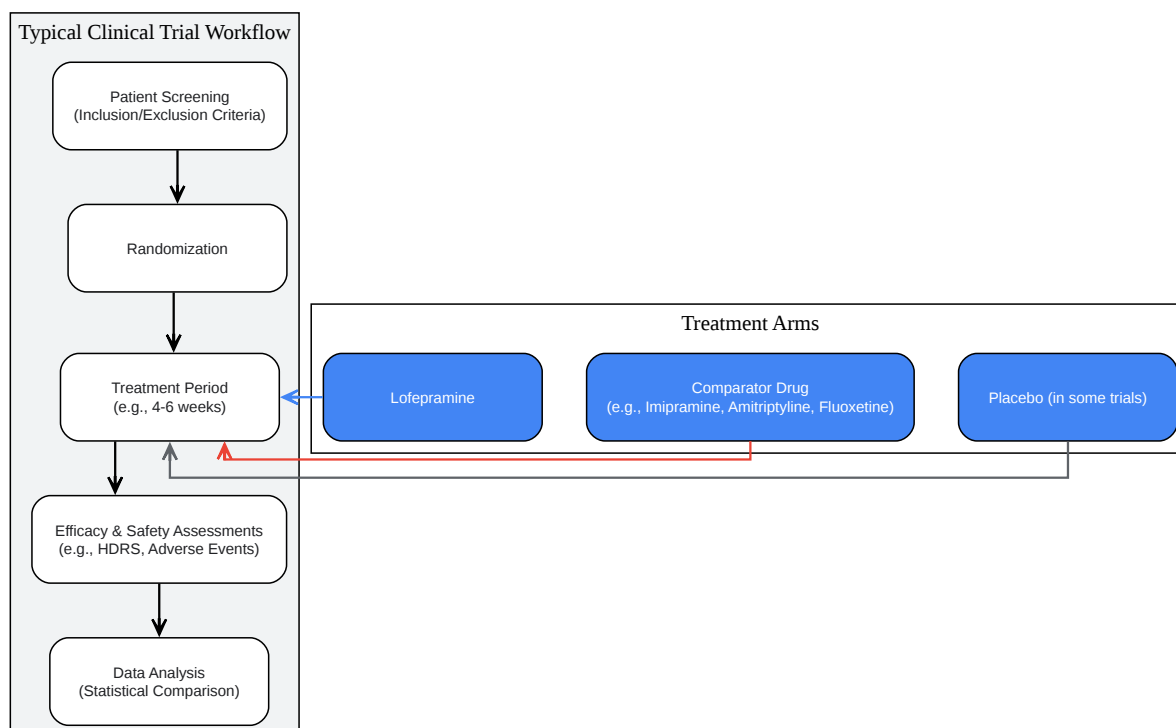 Typical Clinical Trial Workflow
Patient Screening
(Inclusion/Exclusion Criteria)
Randomization
Treatment Arms
Treatment Period
(e.g., 4-6 weeks)
Lofepramine
Comparator Drug
(e.g., Imipramine, Amitriptyline, Fluoxetine)
Placebo (in some trials)
Efficacy & Safety Assessments
(e.g., HDRS, Adverse Events)
Data Analysis
(Statistical Comparison)